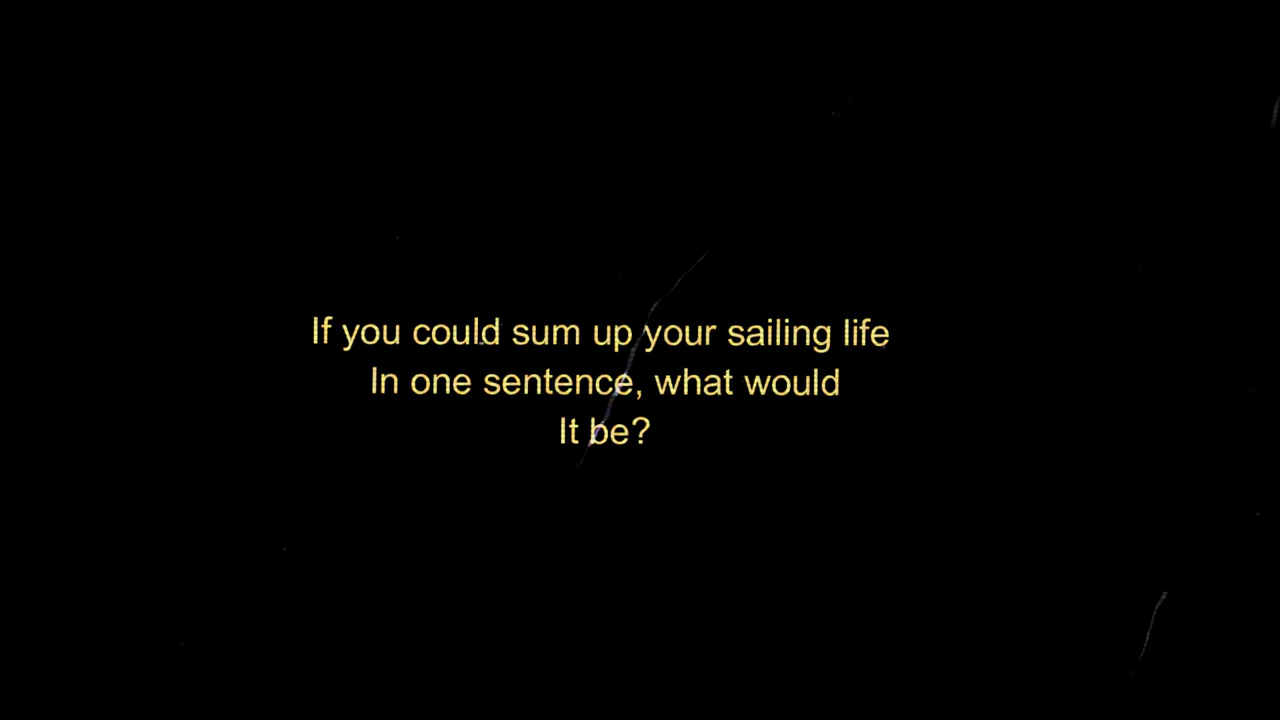 If you could sum up your sailing life
In one sentence, what would
It be?